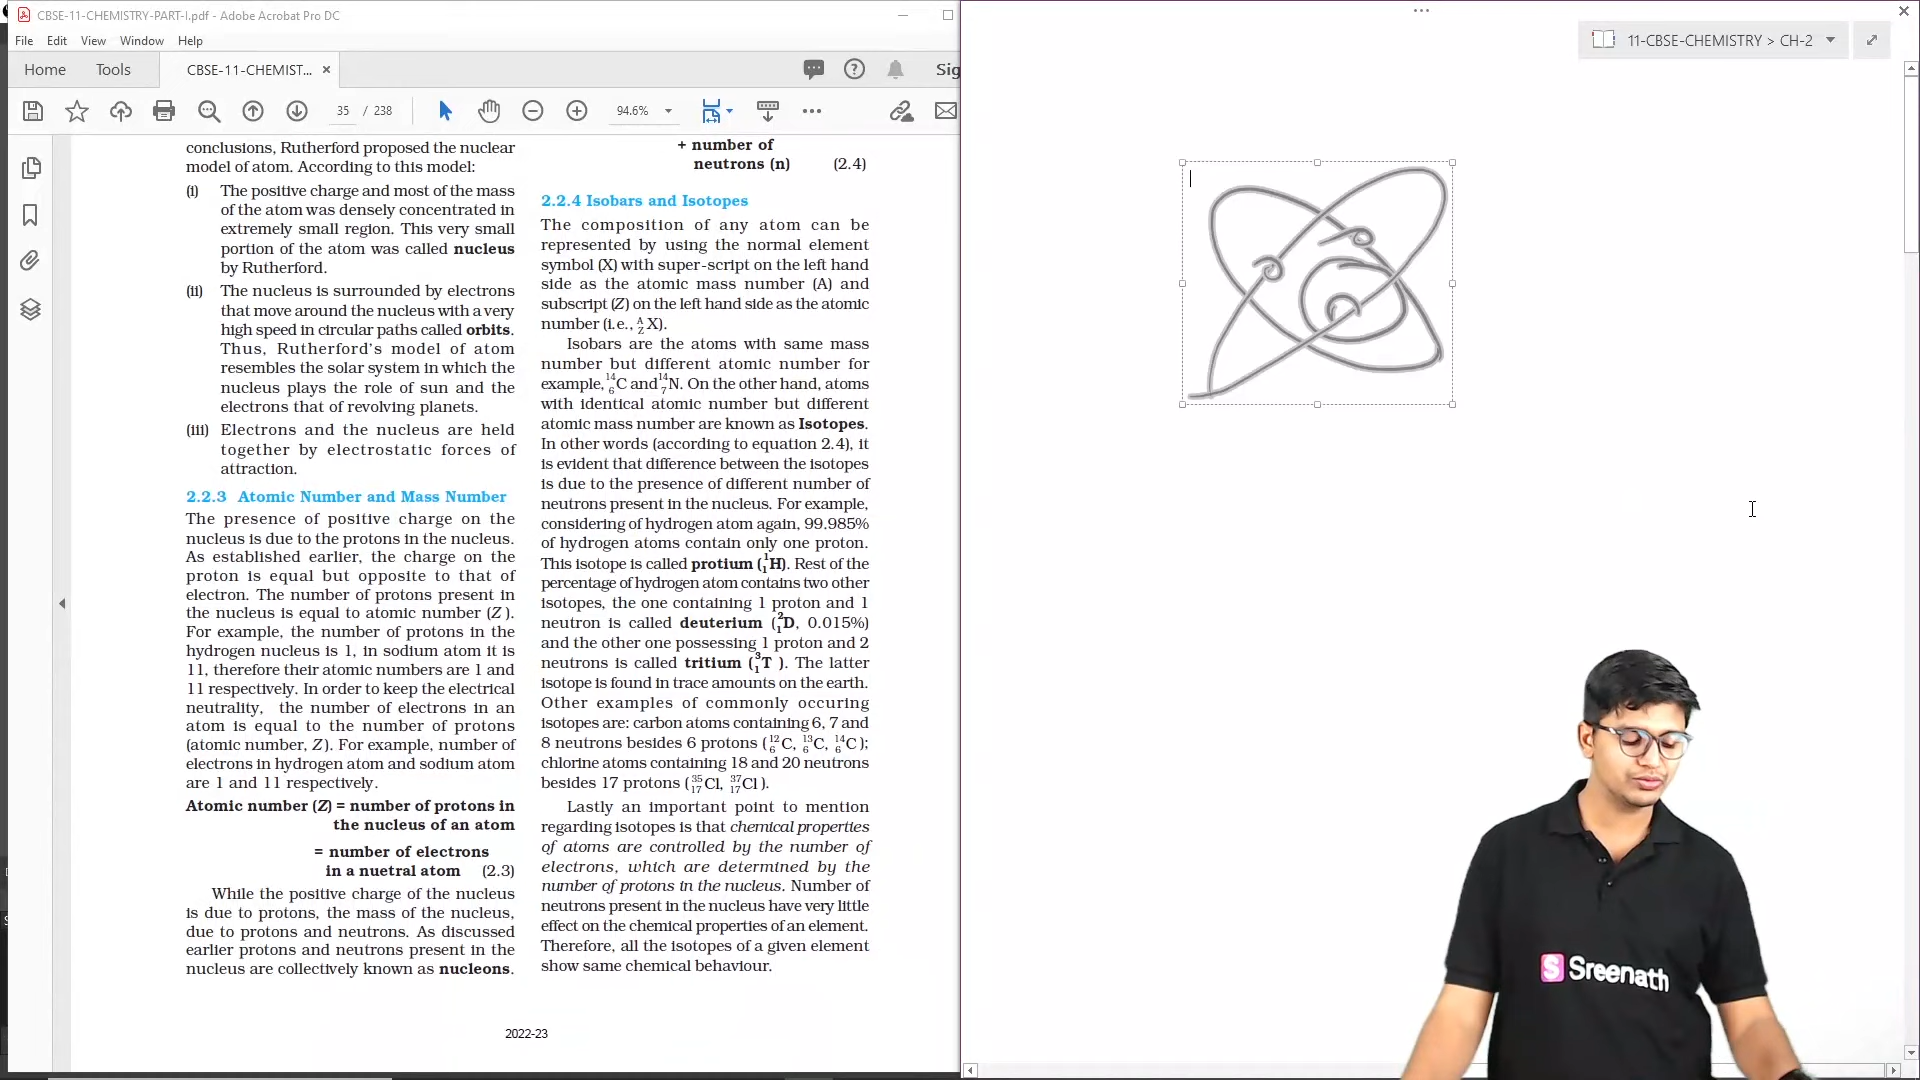 CBSE-11-CHEMISTRY-PART-I.pdf - Adobe Acrobat Pro DC
File Edit View Window Help
Home Tools CBSE-11-CHEMIST... × Sig
35 / 238 94.6%
11-CBSE-CHEMISTRY > CH-2
conclusions, Rutherford proposed the nuclear
model of atom. According to this model:
(i) The positive charge and most of the mass
of the atom was densely concentrated in
extremely small region. This very small
portion of the atom was called nucleus
by Rutherford.
(ii) The nucleus is surrounded by electrons
that move around the nucleus with a very
high speed in circular paths called orbits.
Thus, Rutherford's model of atom
resembles the solar system in which the
nucleus plays the role of sun and the
electrons that of revolving planets.
(iii) Electrons and the nucleus are held
together by electrostatic forces of
attraction.
2.2.3 Atomic Number and Mass Number
The presence of positive charge on the
nucleus is due to the protons in the nucleus.
As established earlier, the charge on the
proton is equal but opposite to that of
electron. The number of protons present in
the nucleus is equal to atomic number (Z ).
For example, the number of protons in the
hydrogen nucleus is 1, in sodium atom it is
11, therefore their atomic numbers are 1 and
11 respectively. In order to keep the electrical
neutrality, the number of electrons in an
atom is equal to the number of protons
(atomic number, Z ). For example, number of
electrons in hydrogen atom and sodium atom
are 1 and 11 respectively.
Atomic number (Z) = number of protons in
the nucleus of an atom
= number of electrons
in a nuetral atom (2.3)
While the positive charge of the nucleus
is due to protons, the mass of the nucleus,
due to protons and neutrons. As discussed
earlier protons and neutrons present in the
nucleus are collectively known as nucleons.
+ number of
neutrons (n) (2.4)
2.2.4 Isobars and Isotopes
The composition of any atom can be
represented by using the normal element
symbol (X) with super-script on the left hand
side as the atomic mass number (A) and
subscript (Z) on the left hand side as the atomic
number (i.e., ᴬ_Z X).
Isobars are the atoms with same mass
number but different atomic number for
example, ¹⁴₆C and ¹⁴₇N. On the other hand, atoms
with identical atomic number but different
atomic mass number are known as Isotopes.
In other words (according to equation 2.4), it
is evident that difference between the isotopes
is due to the presence of different number of
neutrons present in the nucleus. For example,
considering of hydrogen atom again, 99.985%
of hydrogen atoms contain only one proton.
This isotope is called protium (¹₁H). Rest of the
percentage of hydrogen atom contains two other
isotopes, the one containing 1 proton and 1
neutron is called deuterium (²₁D, 0.015%)
and the other one possessing 1 proton and 2
neutrons is called tritium (³₁T ). The latter
isotope is found in trace amounts on the earth.
Other examples of commonly occuring
isotopes are: carbon atoms containing 6, 7 and
8 neutrons besides 6 protons (¹²₆C, ¹³₆C, ¹⁴₆C);
chlorine atoms containing 18 and 20 neutrons
besides 17 protons (³⁵₁₇Cl, ³⁷₁₇Cl ).
Lastly an important point to mention
regarding isotopes is that chemical properties
of atoms are controlled by the number of
electrons, which are determined by the
number of protons in the nucleus. Number of
neutrons present in the nucleus have very little
effect on the chemical properties of an element.
Therefore, all the isotopes of a given element
show same chemical behaviour.
2022-23
S Sreenath